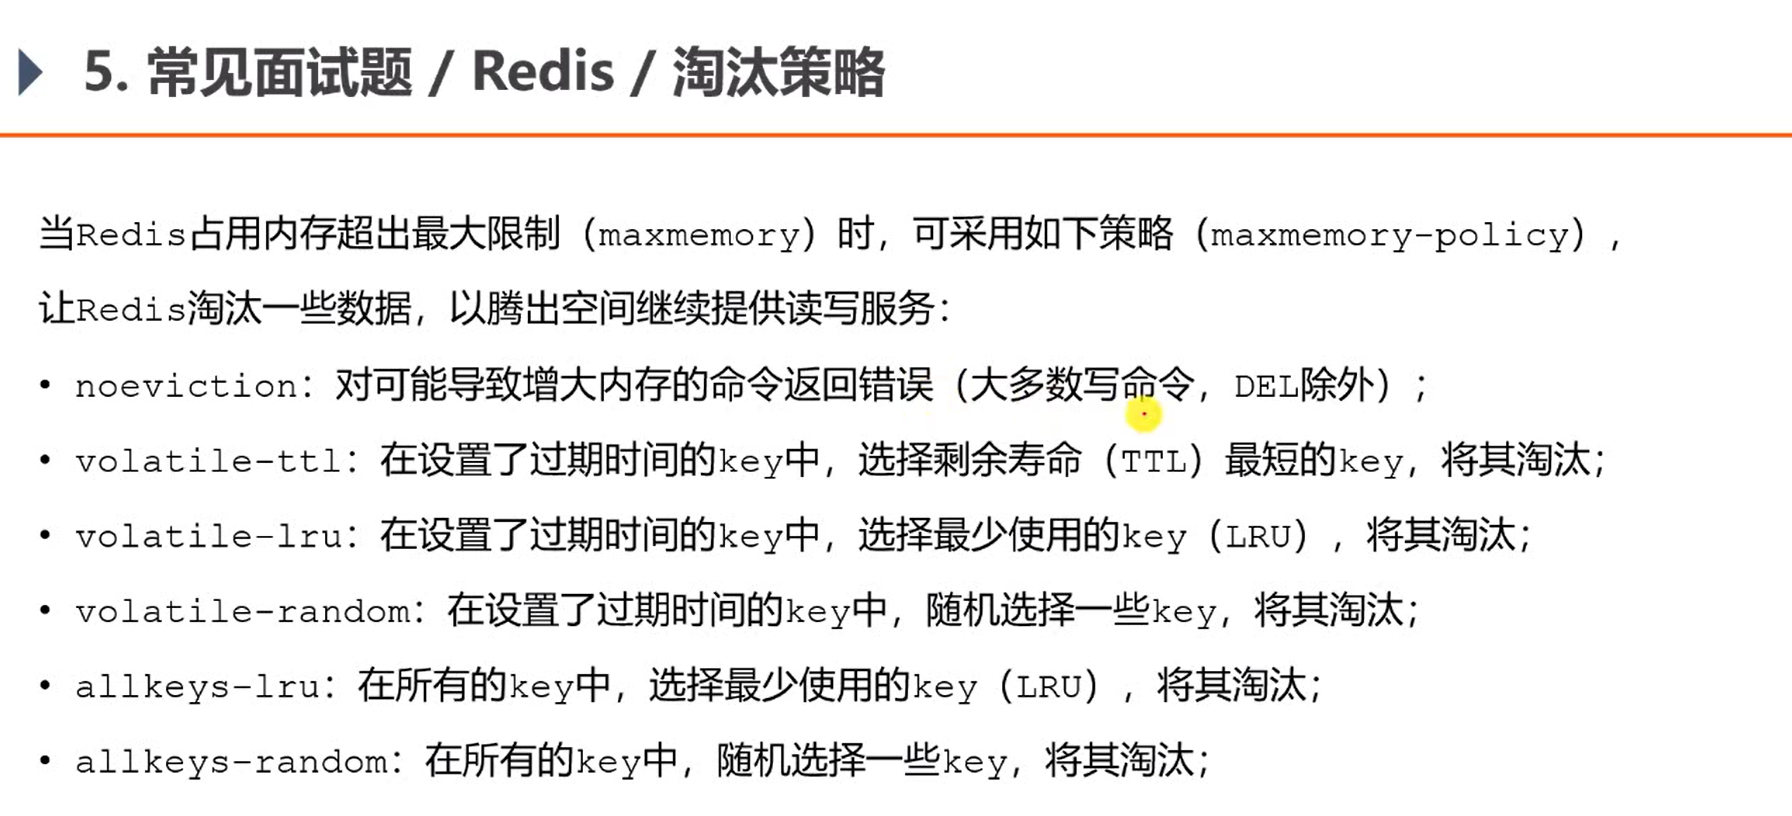 5. 常见面试题 / Redis / 淘汰策略
当Redis占用内存超出最大限制（maxmemory）时，可采用如下策略（maxmemory-policy），
让Redis淘汰一些数据，以腾出空间继续提供读写服务：
• noeviction：对可能导致增大内存的命令返回错误（大多数写命令，DEL除外）；
• volatile-ttl：在设置了过期时间的key中，选择剩余寿命（TTL）最短的key，将其淘汰；
• volatile-lru：在设置了过期时间的key中，选择最少使用的key（LRU），将其淘汰；
• volatile-random：在设置了过期时间的key中，随机选择一些key，将其淘汰；
• allkeys-lru：在所有的key中，选择最少使用的key（LRU），将其淘汰；
• allkeys-random：在所有的key中，随机选择一些key，将其淘汰；